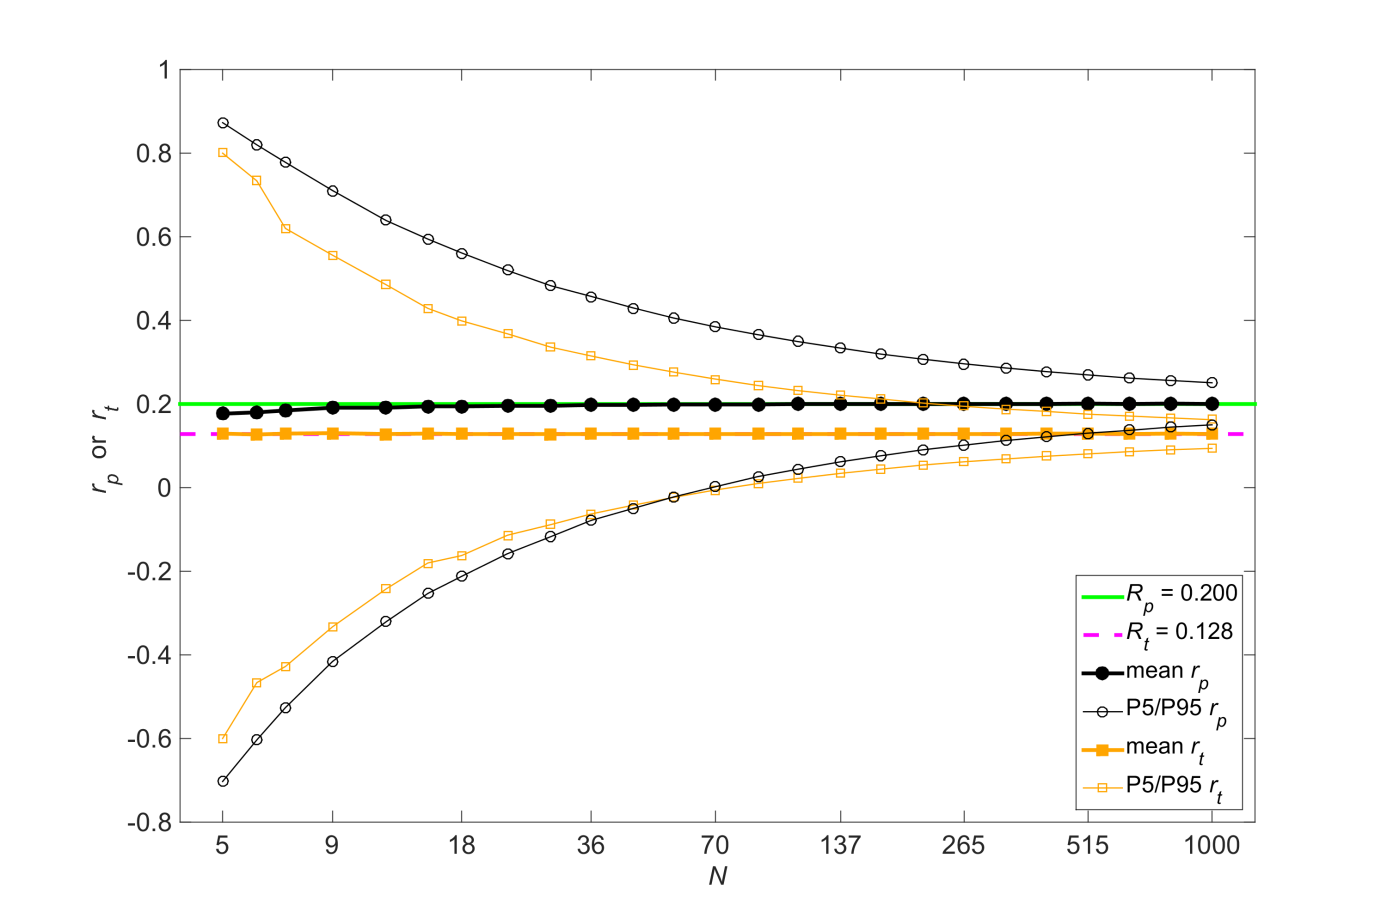 1
0.8
0.6
0.4
0.2
0
-0.2
-0.4
-0.6
-0.8
r_p or r_t
5 9 18 36 70 137 265 515 1000
N
R_p = 0.200
R_t = 0.128
mean r_p
P5/P95 r_p
mean r_t
P5/P95 r_t